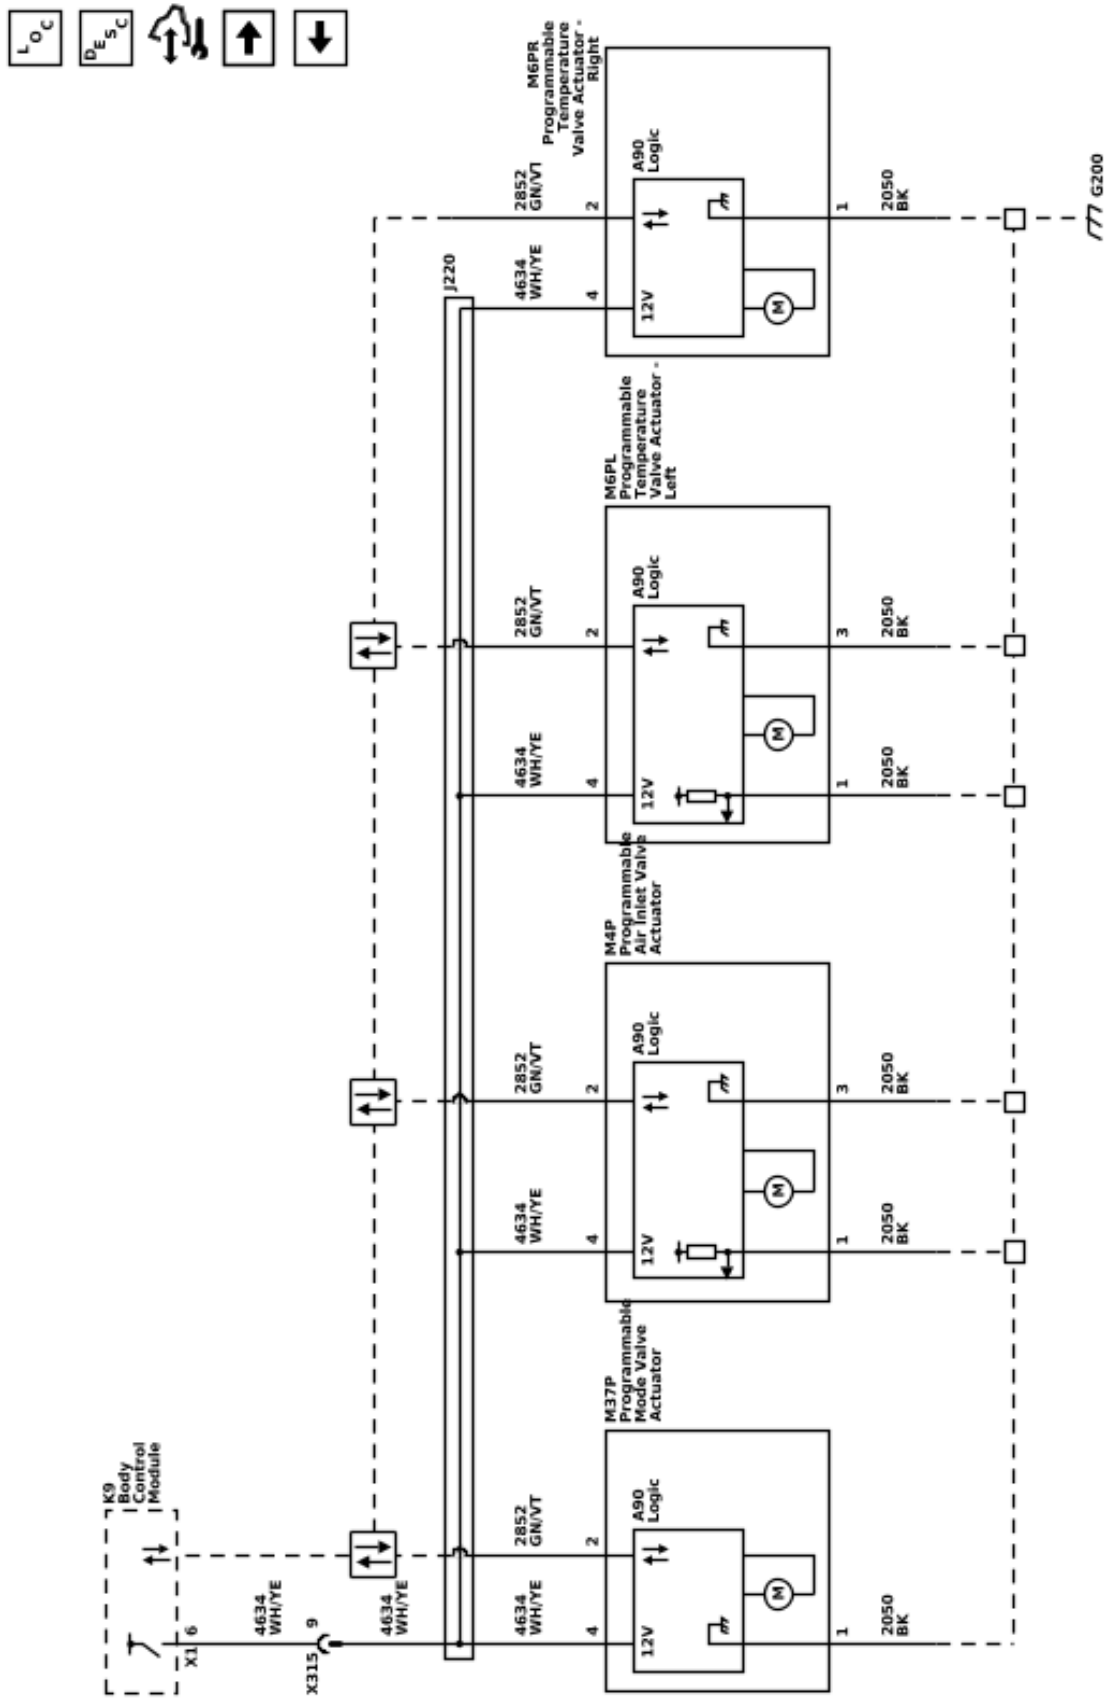 LOC
DESC
K9
Body
Control
Module
X1 6
4634
WH/YE
X315 9
4634
WH/YE
J220
4634
WH/YE
2852
GN/VT
4634
WH/YE
2852
GN/VT
4634
WH/YE
2852
GN/VT
4634
WH/YE
2852
GN/VT
4
2
4
2
4
2
4
2
M37P
Programmable
Mode Valve
Actuator
A90
Logic
12V
M
M4P
Programmable
Air Inlet Valve
Actuator
A90
Logic
12V
M
M6PL
Programmable
Temperature
Valve Actuator -
Left
A90
Logic
12V
M
M6PR
Programmable
Temperature
Valve Actuator -
Right
A90
Logic
12V
M
1
1
3
1
3
1
2050
BK
2050
BK
2050
BK
2050
BK
2050
BK
2050
BK
G200